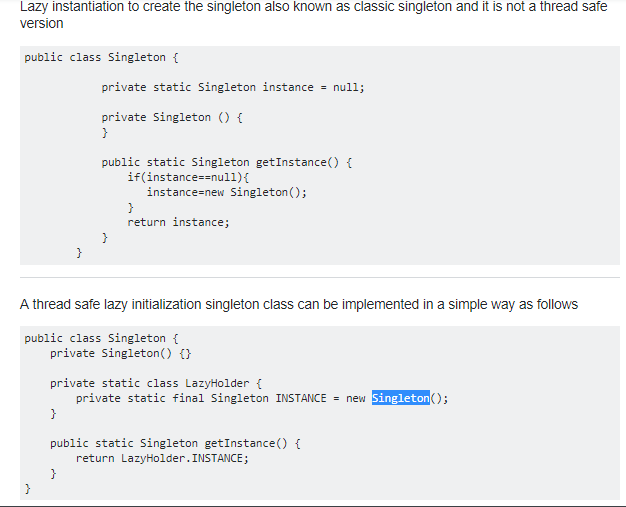 Lazy instantiation to create the singleton also known as classic singleton and it is not a thread safe
version
public class Singleton {
private static Singleton instance = null;
private Singleton () {
}
public static Singleton getInstance() {
if(instance==null){
instance=new Singleton();
}
return instance;
}
}
A thread safe lazy initialization singleton class can be implemented in a simple way as follows
public class Singleton {
private Singleton() {}
private static class LazyHolder {
private static final Singleton INSTANCE = new Singleton();
}
public static Singleton getInstance() {
return LazyHolder.INSTANCE;
}
}